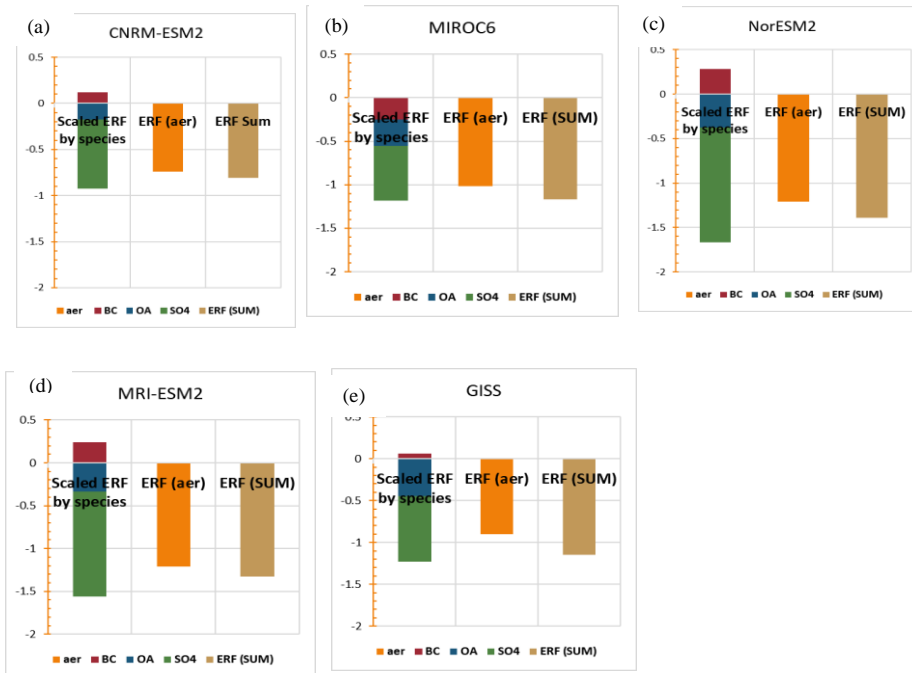 (a)
CNRM-ESM2
0.5
0
Scaled ERF by species
ERF (aer)
ERF Sum
-0.5
-1
-1.5
-2
aer BC OA SO4 ERF (SUM)
(b)
MIROC6
0.5
0
Scaled ERF by species
ERF (aer)
ERF (SUM)
-0.5
-1
-1.5
-2
aer BC OA SO4 ERF (SUM)
(c)
NorESM2
0.5
0
Scaled ERF by species
ERF (aer)
ERF (SUM)
-0.5
-1
-1.5
-2
aer BC OA SO4 ERF (SUM)
(d)
MRI-ESM2
0.5
0
Scaled ERF
by species
ERF (aer)
ERF (SUM)
-0.5
-1
-1.5
-2
aer BC OA SO4 ERF (SUM)
(e)
GISS
0.5
0
Scaled ERF
by species
ERF (aer)
ERF (SUM)
-0.5
-1
-1.5
-2
aer BC OA SO4 ERF (SUM)